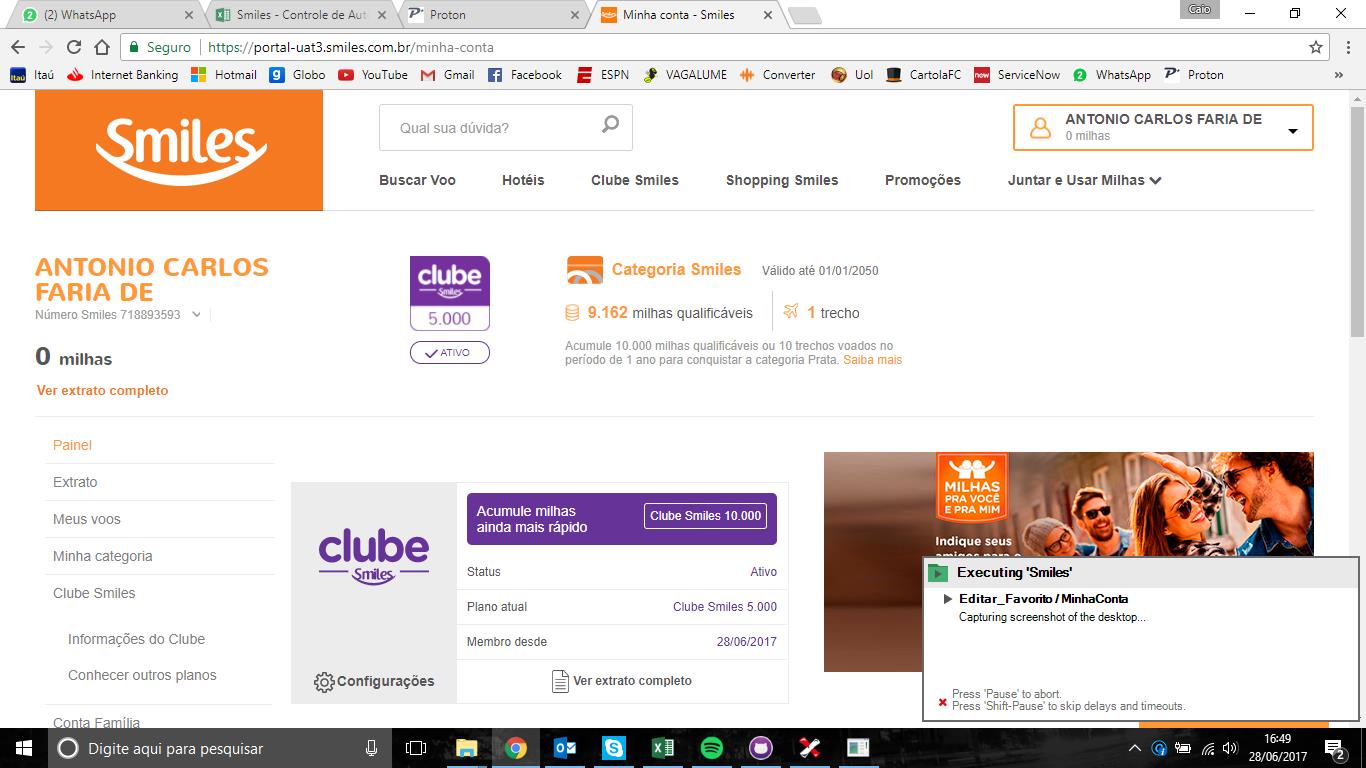 (2) WhatsApp
Smiles - Controle de Aut
Proton
Minha conta - Smiles
Caio
Seguro
https://portal-uat3.smiles.com.br/minha-conta
Itaú
Itaú
Internet Banking
Hotmail
Globo
YouTube
Gmail
Facebook
ESPN
VAGALUME
Converter
Uol
CartolaFC
now
ServiceNow
WhatsApp
Proton
Smiles
Qual sua dúvida?
ANTONIO CARLOS FARIA DE
0 milhas
Buscar Voo
Hotéis
Clube Smiles
Shopping Smiles
Promoções
Juntar e Usar Milhas
ANTONIO CARLOS
FARIA DE
Número Smiles 718893593
0 milhas
Ver extrato completo
clube
Smiles
5.000
ATIVO
Categoria Smiles
Válido até 01/01/2050
9.162 milhas qualificáveis
1 trecho
Acumule 10.000 milhas qualificáveis ou 10 trechos voados no
período de 1 ano para conquistar a categoria Prata. Saiba mais
Painel
Extrato
Meus voos
Minha categoria
Clube Smiles
Informações do Clube
Conhecer outros planos
Conta Família
clube
Smiles
Configurações
Acumule milhas
ainda mais rápido
Clube Smiles 10.000
Status
Ativo
Plano atual
Clube Smiles 5.000
Membro desde
28/06/2017
Ver extrato completo
MILHAS
PRA VOCÊ
E PRA MIM
Indique seus
amigos para o
Executing 'Smiles'
Editar_Favorito / MinhaConta
Capturing screenshot of the desktop...
Press 'Pause' to abort.
Press 'Shift-Pause' to skip delays and timeouts.
Digite aqui para pesquisar
16:49
28/06/2017
2